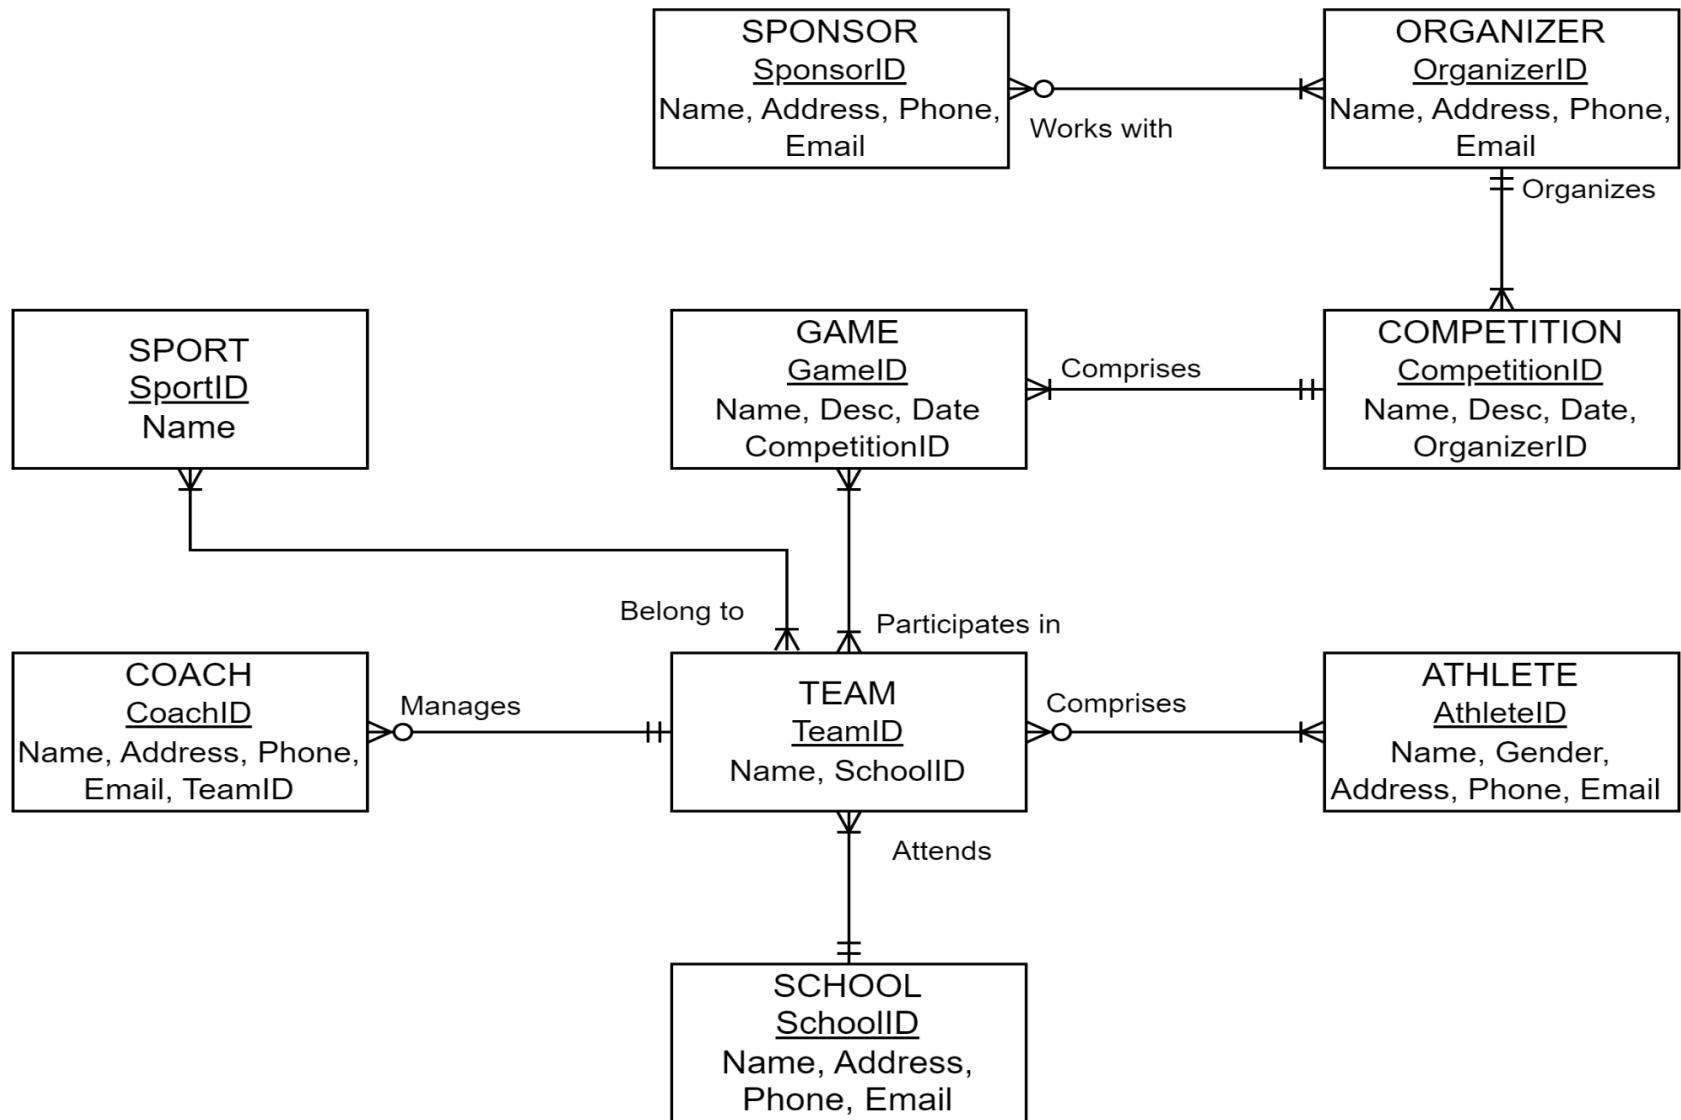 SPONSOR
SponsorID
Name, Address, Phone,
Email
Works with
ORGANIZER
OrganizerID
Name, Address, Phone,
Email
Organizes
SPORT
SportID
Name
GAME
GameID
Name, Desc, Date
CompetitionID
Comprises
COMPETITION
CompetitionID
Name, Desc, Date,
OrganizerID
Belong to
Participates in
COACH
CoachID
Name, Address, Phone,
Email, TeamID
Manages
TEAM
TeamID
Name, SchoolID
Comprises
ATHLETE
AthleteID
Name, Gender,
Address, Phone, Email
Attends
SCHOOL
SchoolID
Name, Address,
Phone, Email